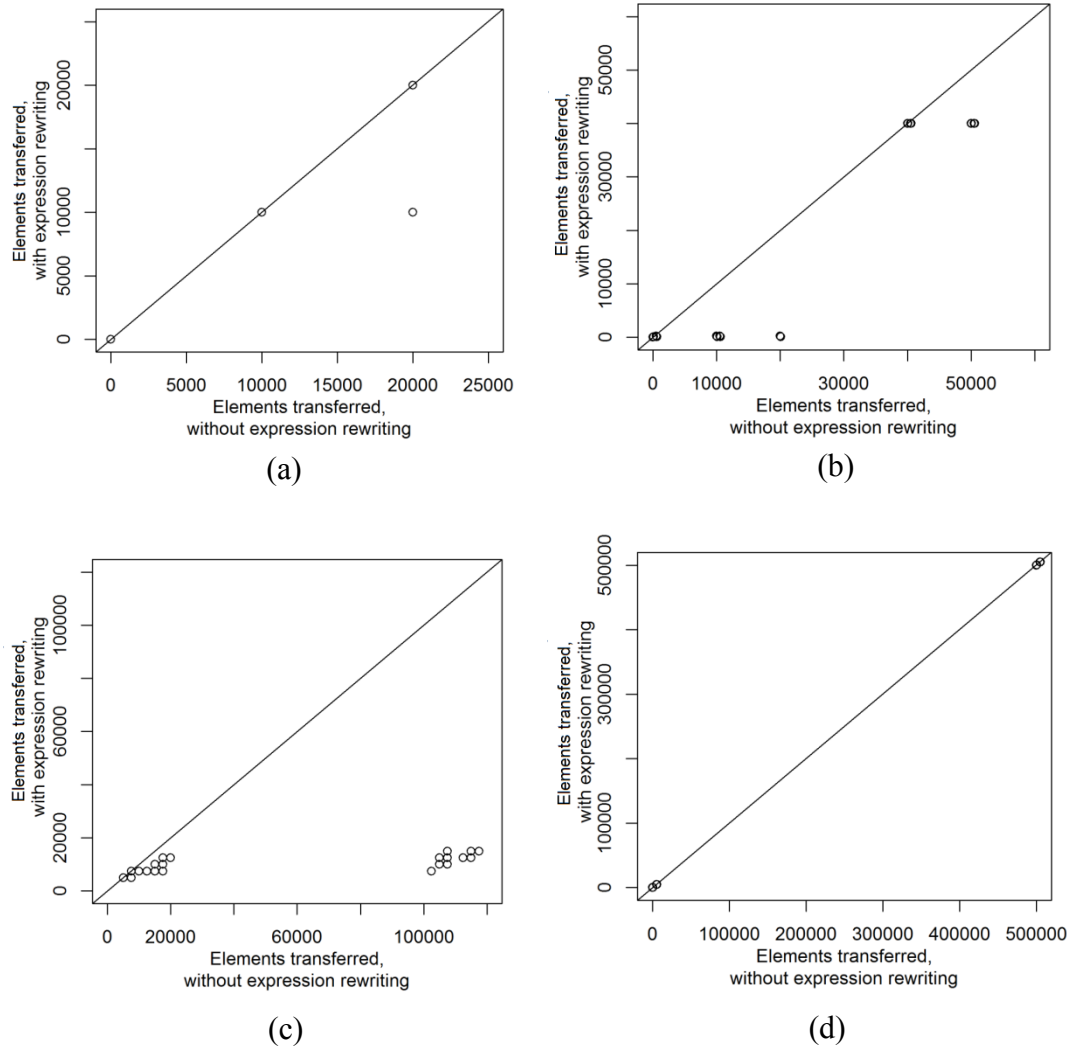 Elements transferred,
with expression rewriting
0
5000
10000
20000
0
5000
10000
15000
20000
25000
Elements transferred,
without expression rewriting
(a)
Elements transferred,
with expression rewriting
0
10000
30000
50000
0
10000
30000
50000
Elements transferred,
without expression rewriting
(b)
Elements transferred,
with expression rewriting
0
20000
60000
100000
0
20000
60000
100000
Elements transferred,
without expression rewriting
(c)
Elements transferred,
with expression rewriting
0
100000
300000
500000
0
100000
200000
300000
400000
500000
Elements transferred,
without expression rewriting
(d)